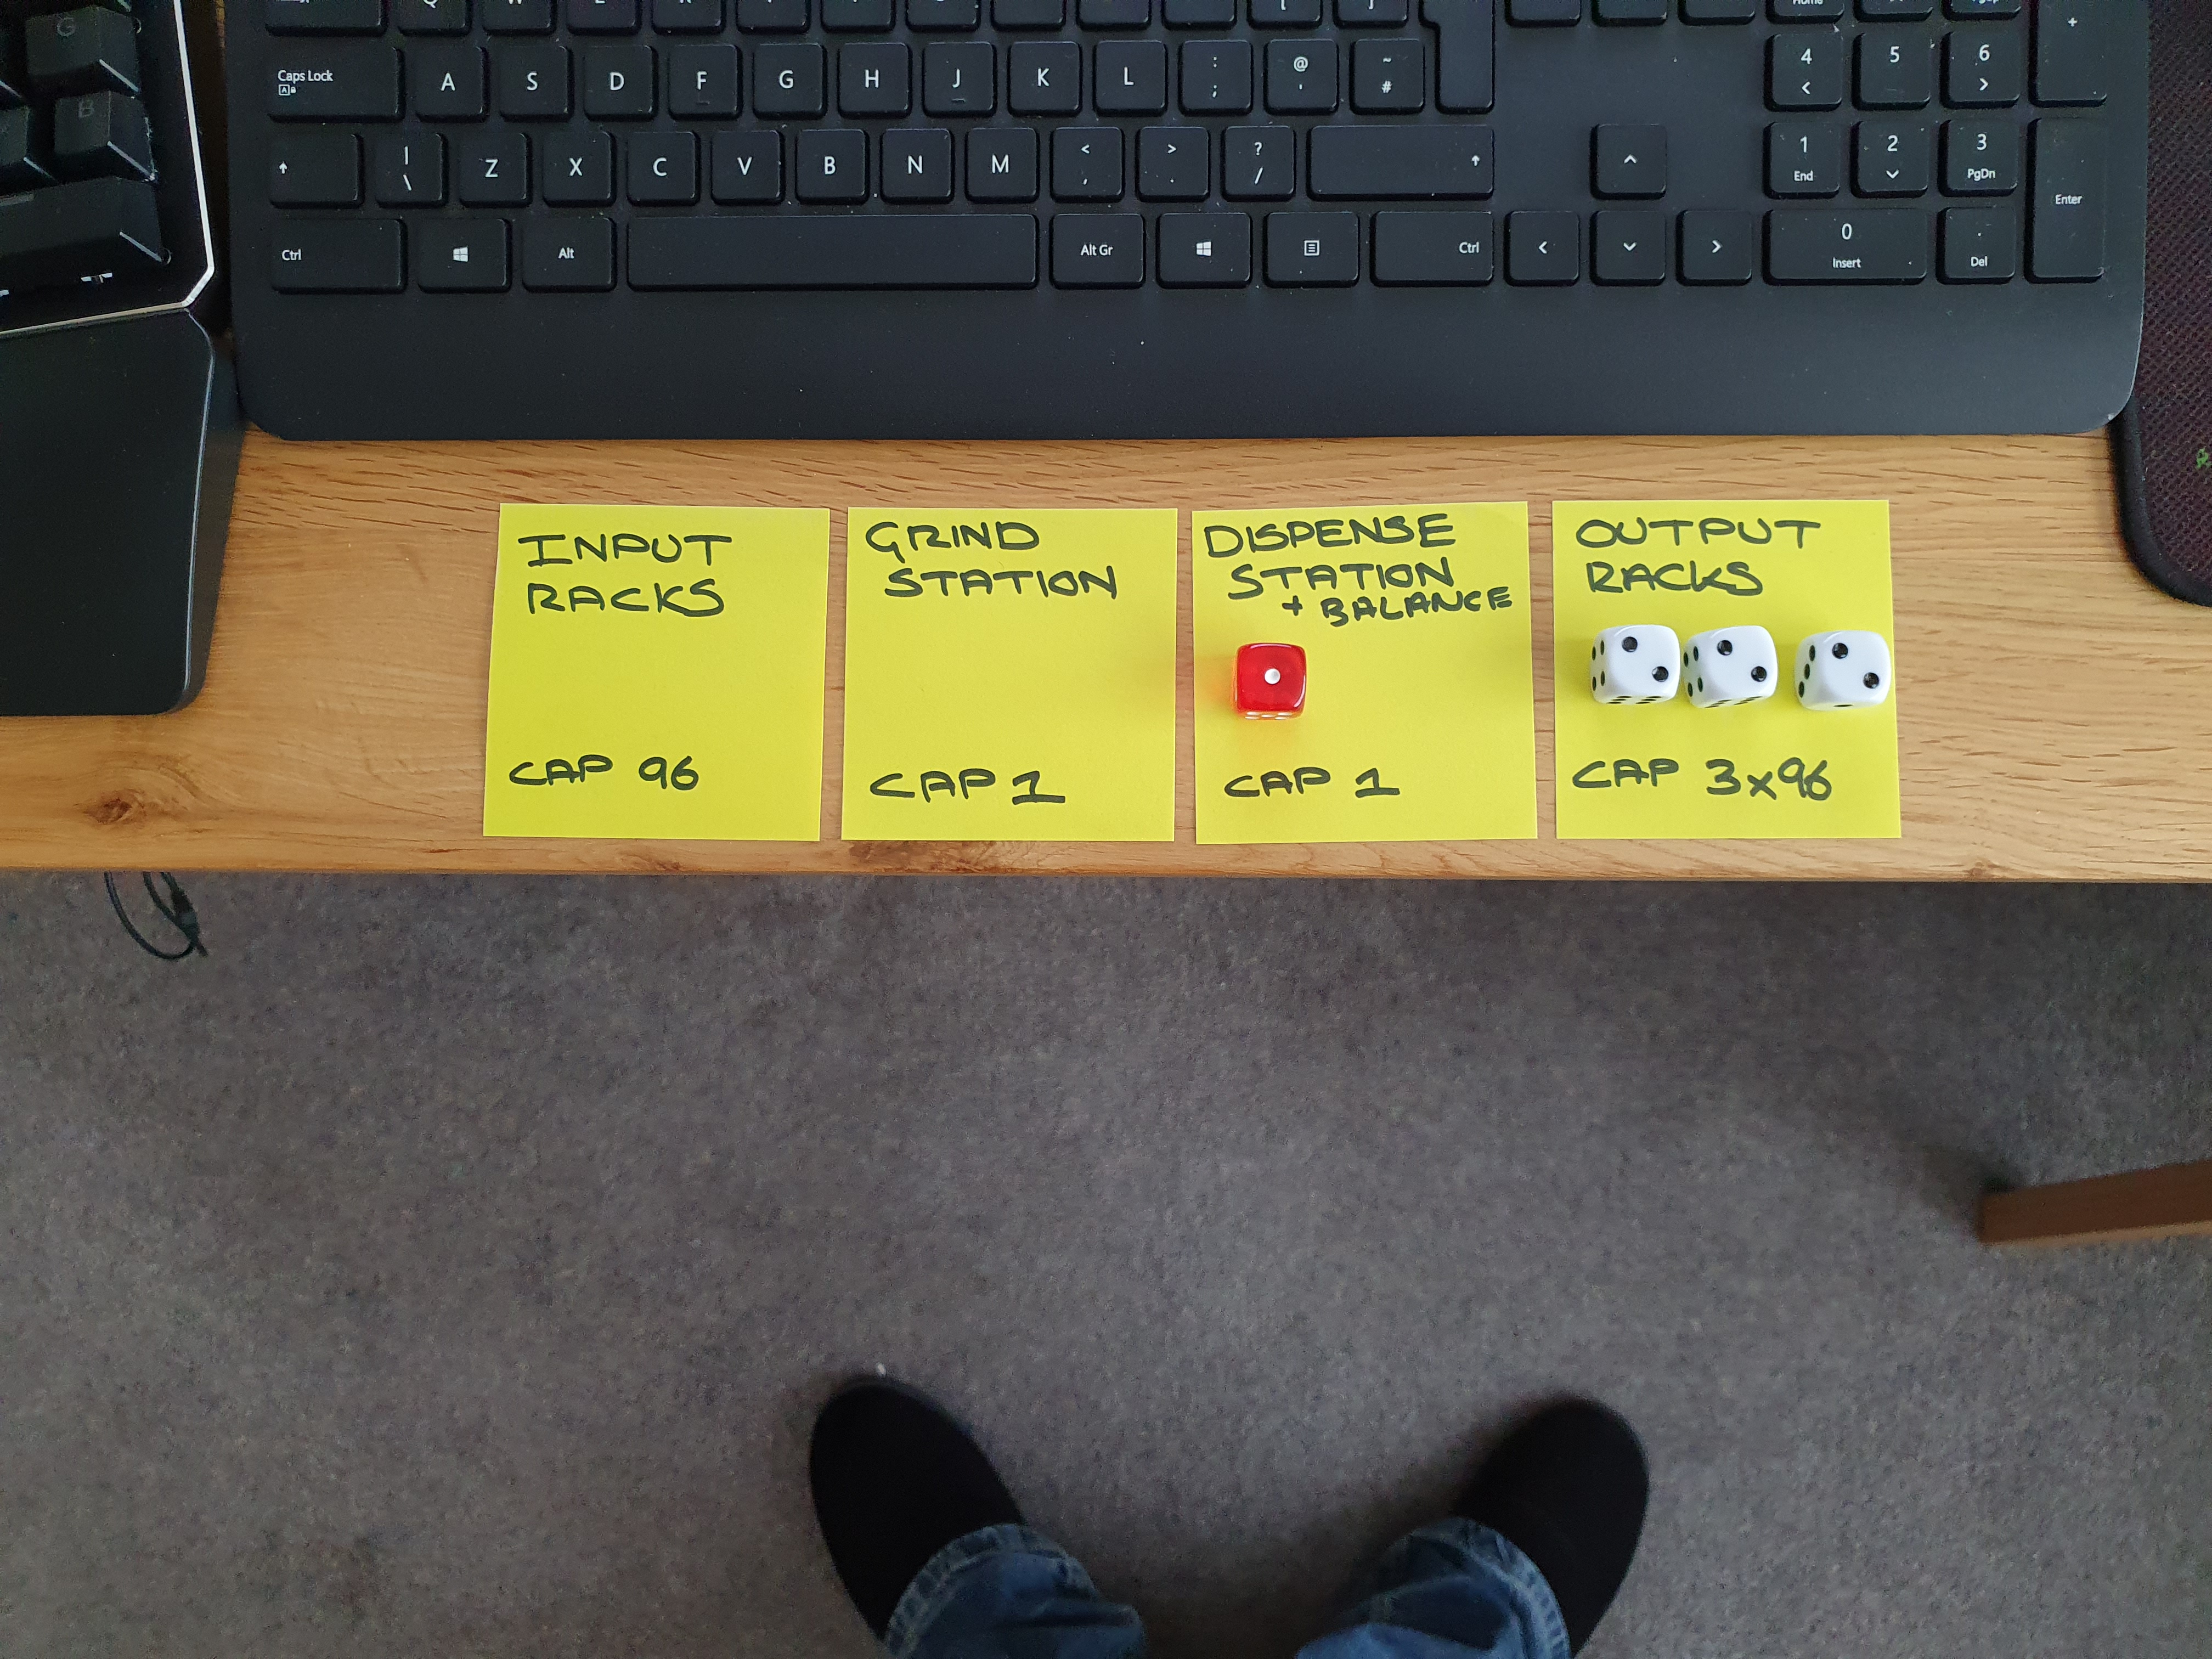 Caps Lock
A S D F G H J K L : ; @ ' ~ #
4 5 6
+
G
B
| \ Z X C V B N M < , > . ? /
1 End 2 3 PgDn
Enter
Ctrl Alt Alt Gr Ctrl
0 Insert . Del
INPUT
RACKS
CAP 96
GRIND
STATION
CAP 1
DISPENSE
STATION
+ BALANCE
CAP 1
OUTPUT
RACKS
CAP 3x96